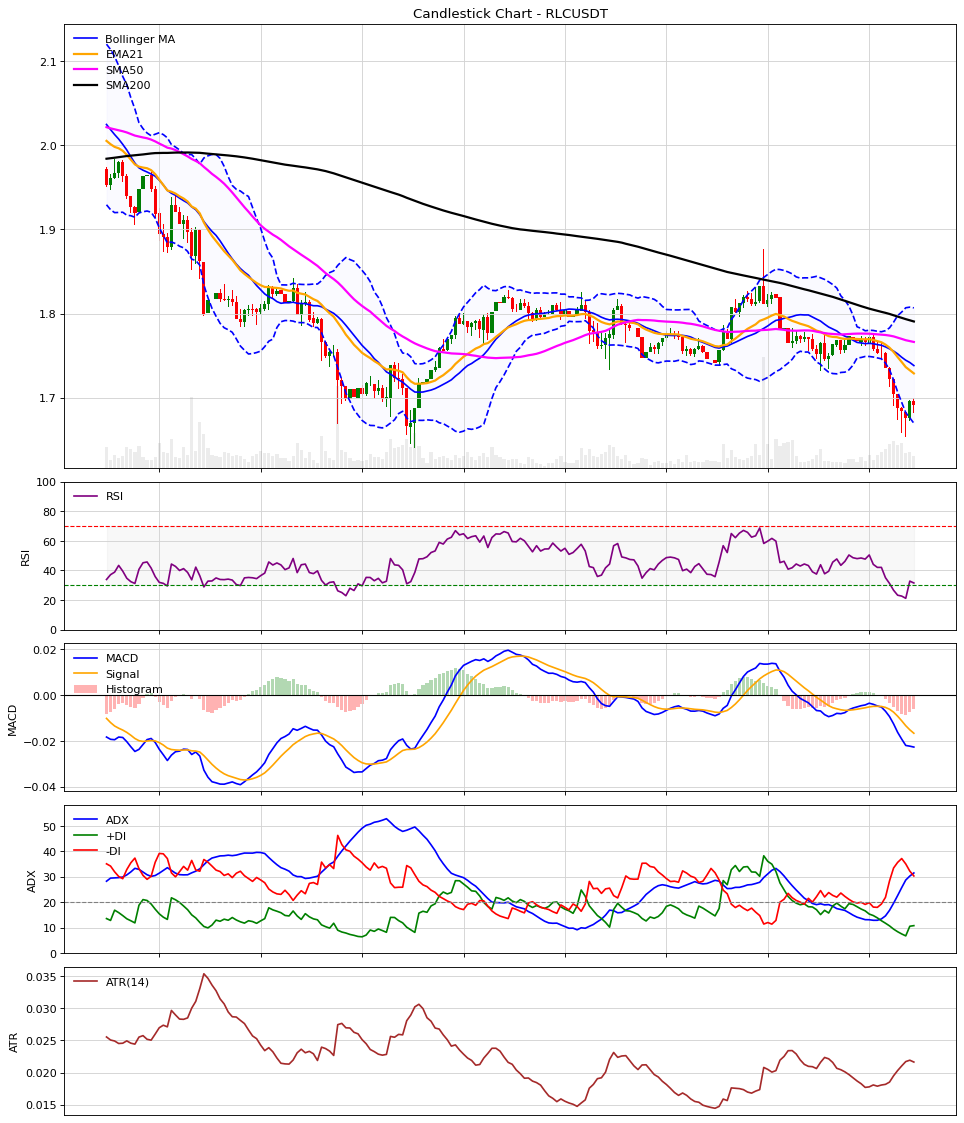 Candlestick Chart - RLCUSDT
Bollinger MA
EMA21
SMA50
SMA200
2.1
2.0
1.9
1.8
1.7
RSI
RSI
100
80
60
40
20
0
MACD
Signal
Histogram
MACD
0.02
0.00
−0.02
−0.04
ADX
+DI
-DI
ADX
50
40
30
20
10
0
ATR(14)
ATR
0.035
0.030
0.025
0.020
0.015